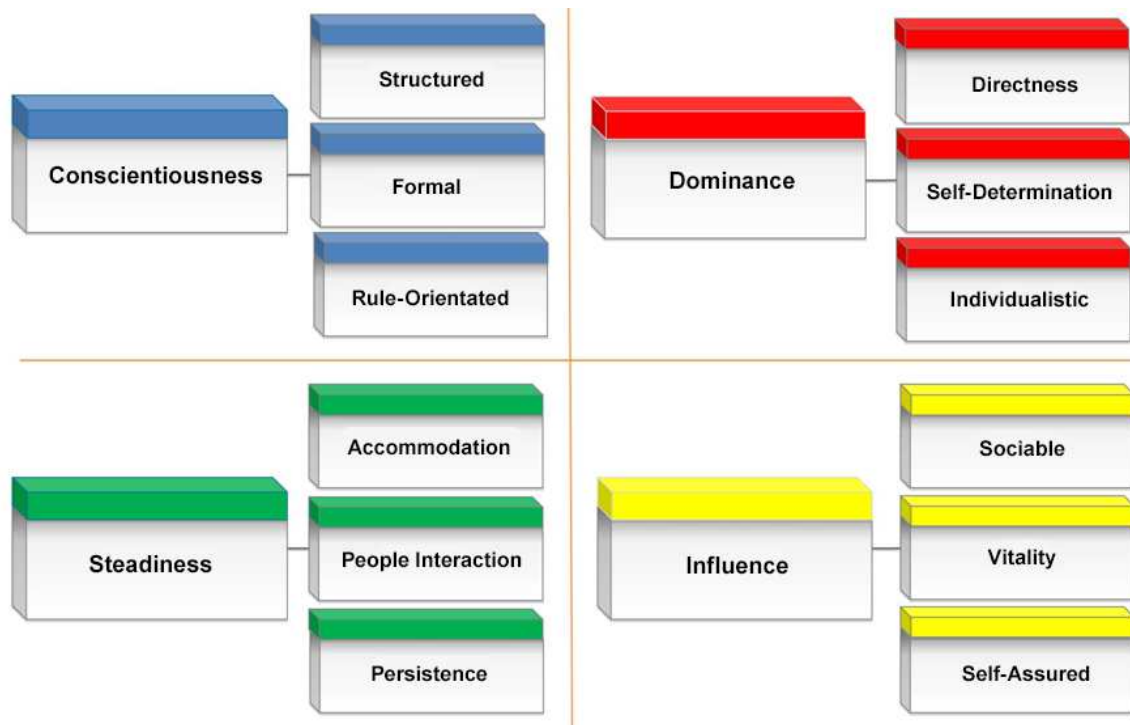 Conscientiousness
Structured
Formal
Rule-Orientated
Dominance
Directness
Self-Determination
Individualistic
Steadiness
Accommodation
People Interaction
Persistence
Influence
Sociable
Vitality
Self-Assured